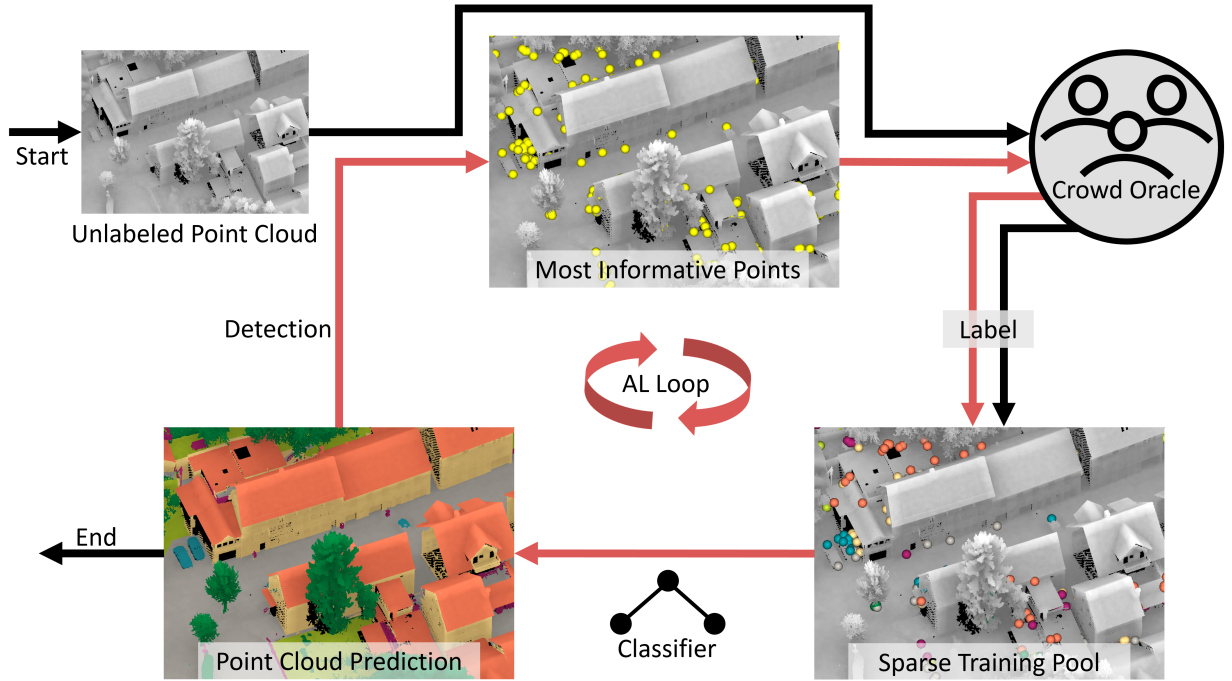 Start
Unlabeled Point Cloud
Most Informative Points
Crowd Oracle
Detection
Label
AL Loop
End
Point Cloud Prediction
Classifier
Sparse Training Pool